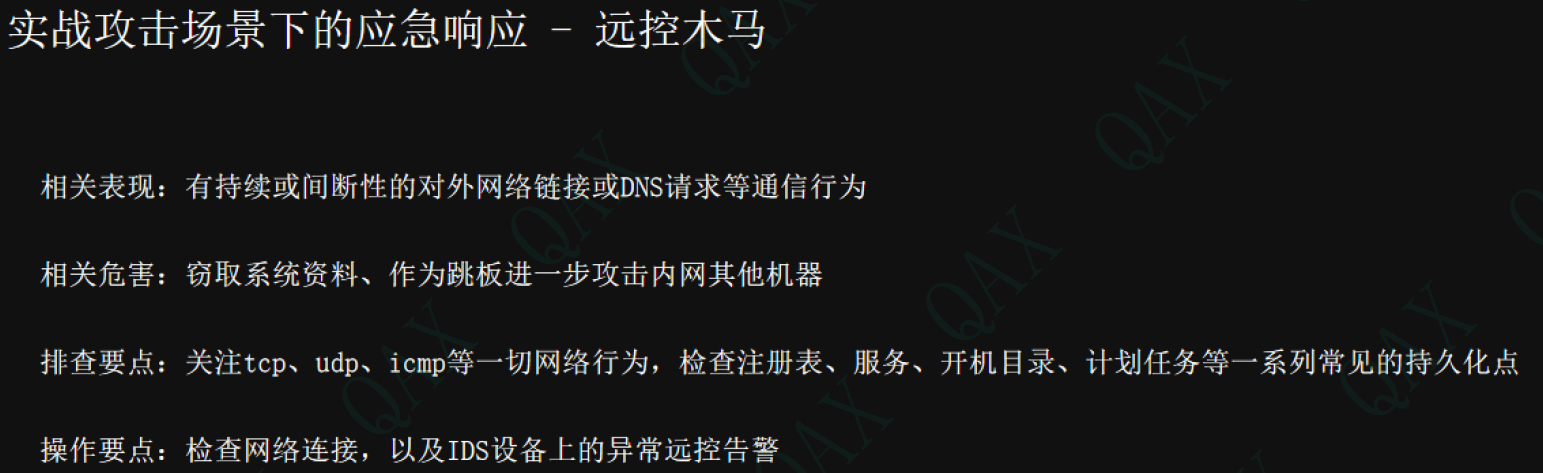 实战攻击场景下的应急响应 - 远控木马
相关表现：有持续或间断性的对外网络链接或DNS请求等通信行为
相关危害：窃取系统资料、作为跳板进一步攻击内网其他机器
排查要点：关注tcp、udp、icmp等一切网络行为，检查注册表、服务、开机目录、计划任务等一系列常见的持久化点
操作要点：检查网络连接，以及IDS设备上的异常远控告警
QAX
QAX
QAX
QAX
QAX
QAX
QAX